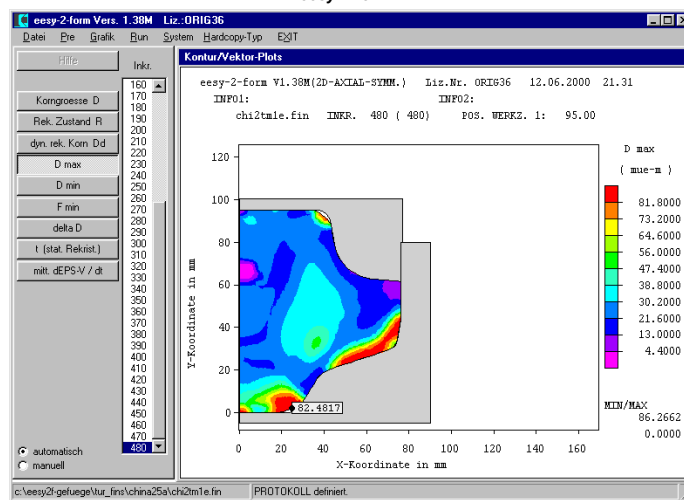 eesy-2-form Vers. 1.38M Liz.:ORIG36
Datei Pre Grafik Run System Hardcopy-Typ EXIT
Hilfe
Inkr.
Korngroesse D
Rek. Zustand R
dyn. rek. Korn Dd
D max
D min
F min
delta D
t (stat. Rekrist.)
mitt. dEPS-V / dt
160
170
180
190
200
210
220
230
240
250
260
270
280
290
300
310
320
330
340
350
360
370
380
390
400
410
420
430
440
450
460
470
480
automatisch
manuell
Kontur/Vektor-Plots
eesy-2-form V1.38M(2D-AXIAL-SYMM.) Liz.Nr. ORIG36 12.06.2000 21.31
INFO1: INFO2:
chi2tm1e.fin INKR. 480 ( 480) POS. WERKZ. 1: 95.00
D max
( mue-m )
81.8000
73.2000
64.6000
56.0000
47.4000
38.8000
30.2000
21.6000
13.0000
4.4000
MIN/MAX
86.2662
0.0000
120
100
80
60
40
20
0
Y-Koordinate in mm
82.4817
0 20 40 60 80 100 120 140 160
X-Koordinate in mm
c:\eesy2f-gefuege\tur_fins\china25a\chi2tm1e.fin PROTOKOLL definiert.